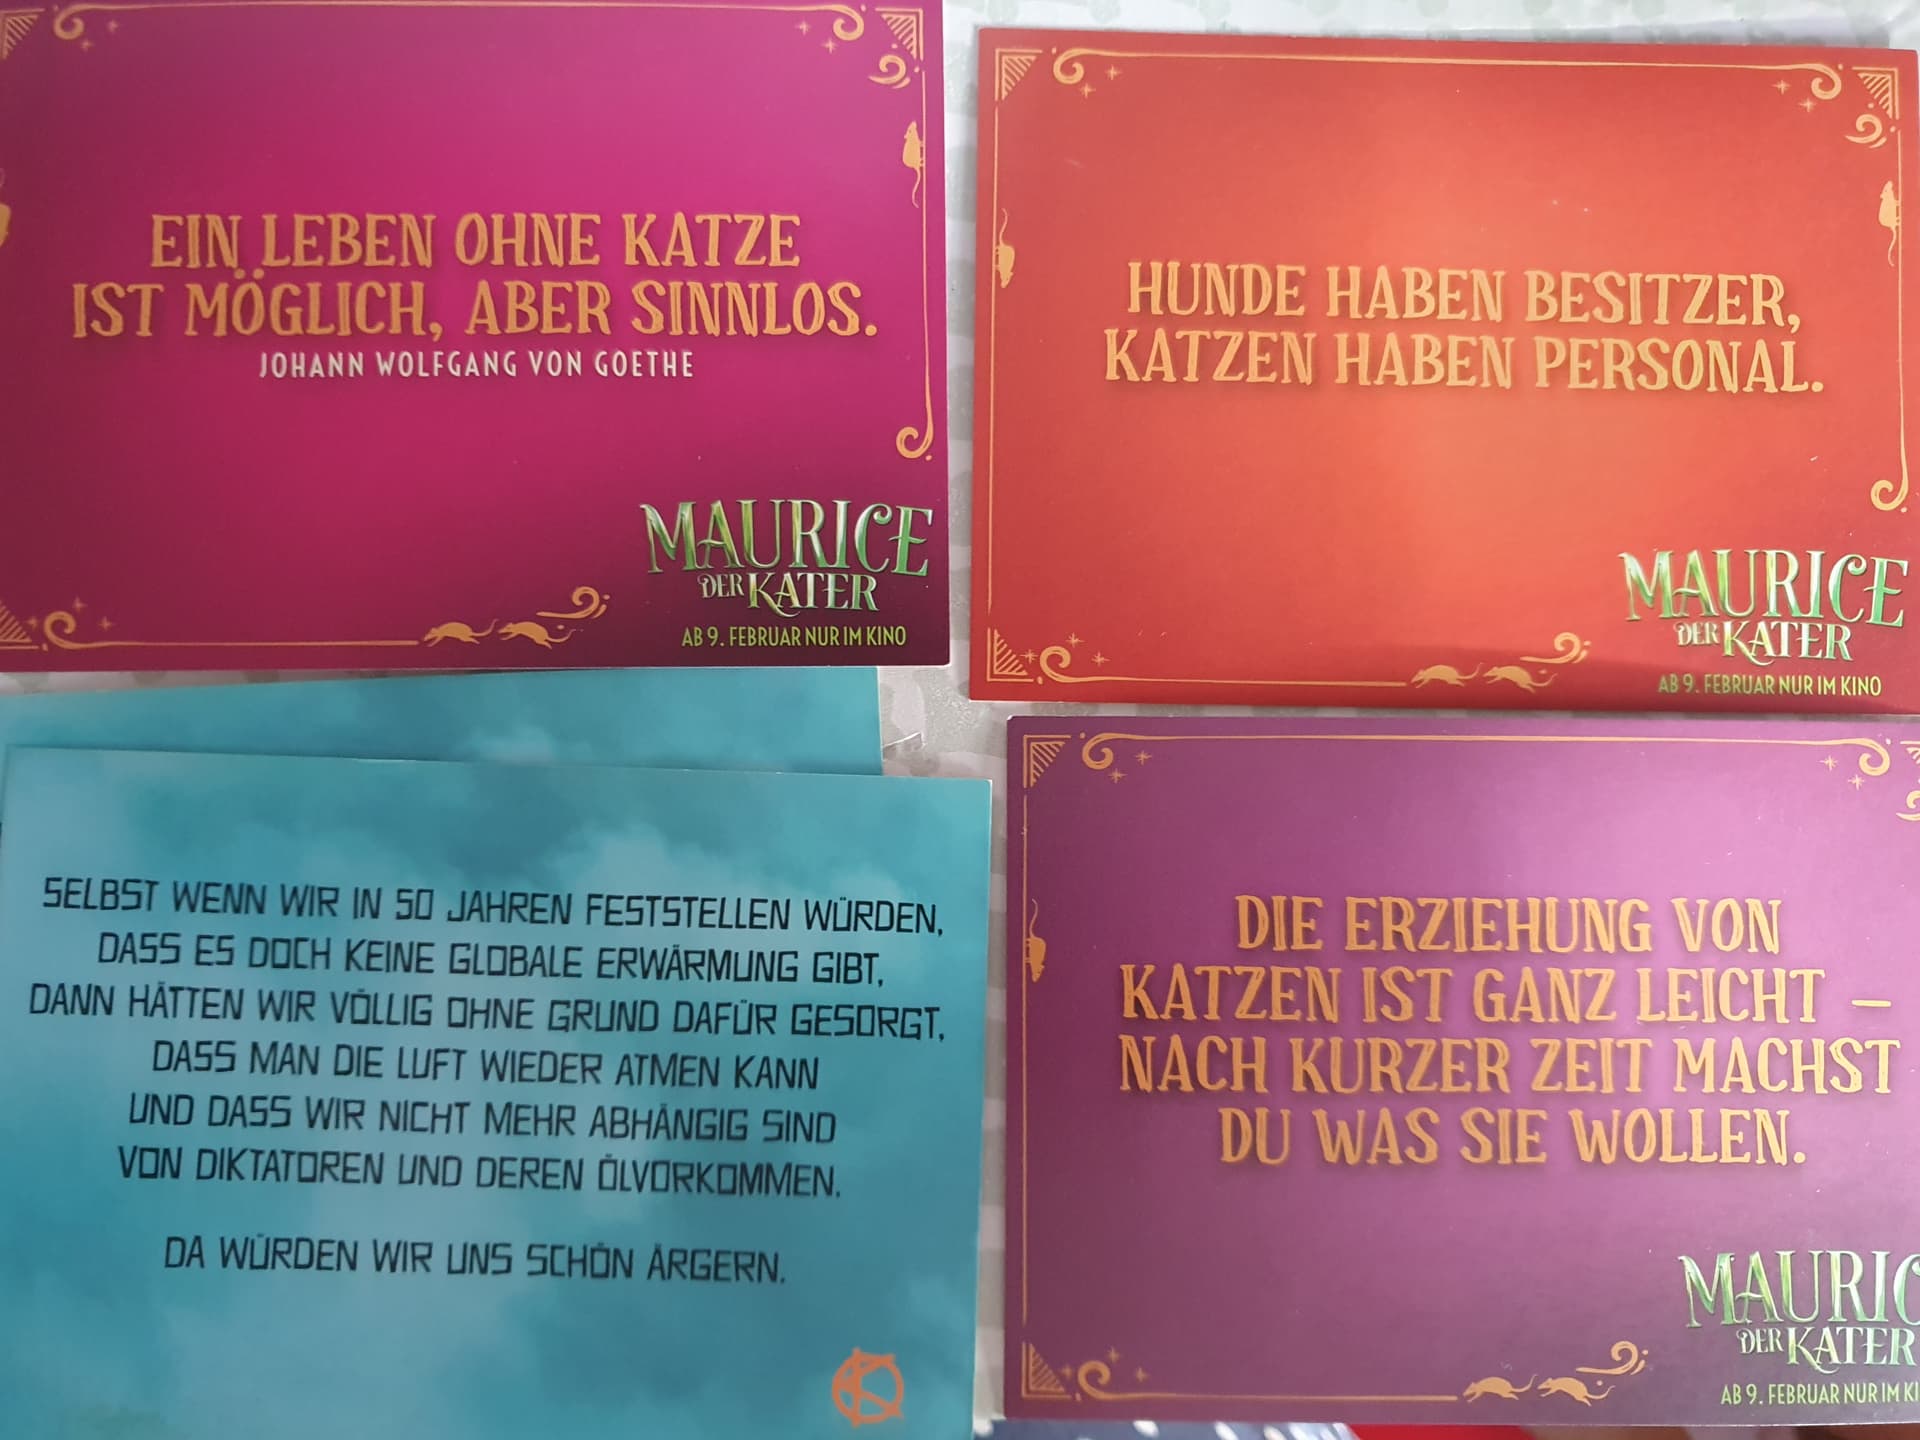 EIN LEBEN OHNE KATZE
IST MÖGLICH, ABER SINNLOS.
JOHANN WOLFGANG VON GOETHE
MAURICE
DER KATER
AB 9. FEBRUAR NUR IM KINO
HUNDE HABEN BESITZER,
KATZEN HABEN PERSONAL.
MAURICE
DER KATER
AB 9. FEBRUAR NUR IM KINO
SELBST WENN WIR IN 50 JAHREN FESTSTELLEN WÜRDEN,
DASS ES DOCH KEINE GLOBALE ERWÄRMUNG GIBT,
DANN HÄTTEN WIR VÖLLIG OHNE GRUND DAFÜR GESORGT,
DASS MAN DIE LUFT WIEDER ATMEN KANN
UND DASS WIR NICHT MEHR ABHÄNGIG SIND
VON DIKTATOREN UND DEREN ÖLVORKOMMEN.
DA WÜRDEN WIR UNS SCHÖN ÄRGERN.
DIE ERZIEHUNG VON
KATZEN IST GANZ LEICHT –
NACH KURZER ZEIT MACHST
DU WAS SIE WOLLEN.
MAURIC
DER KATER
AB 9. FEBRUAR NUR IM KI